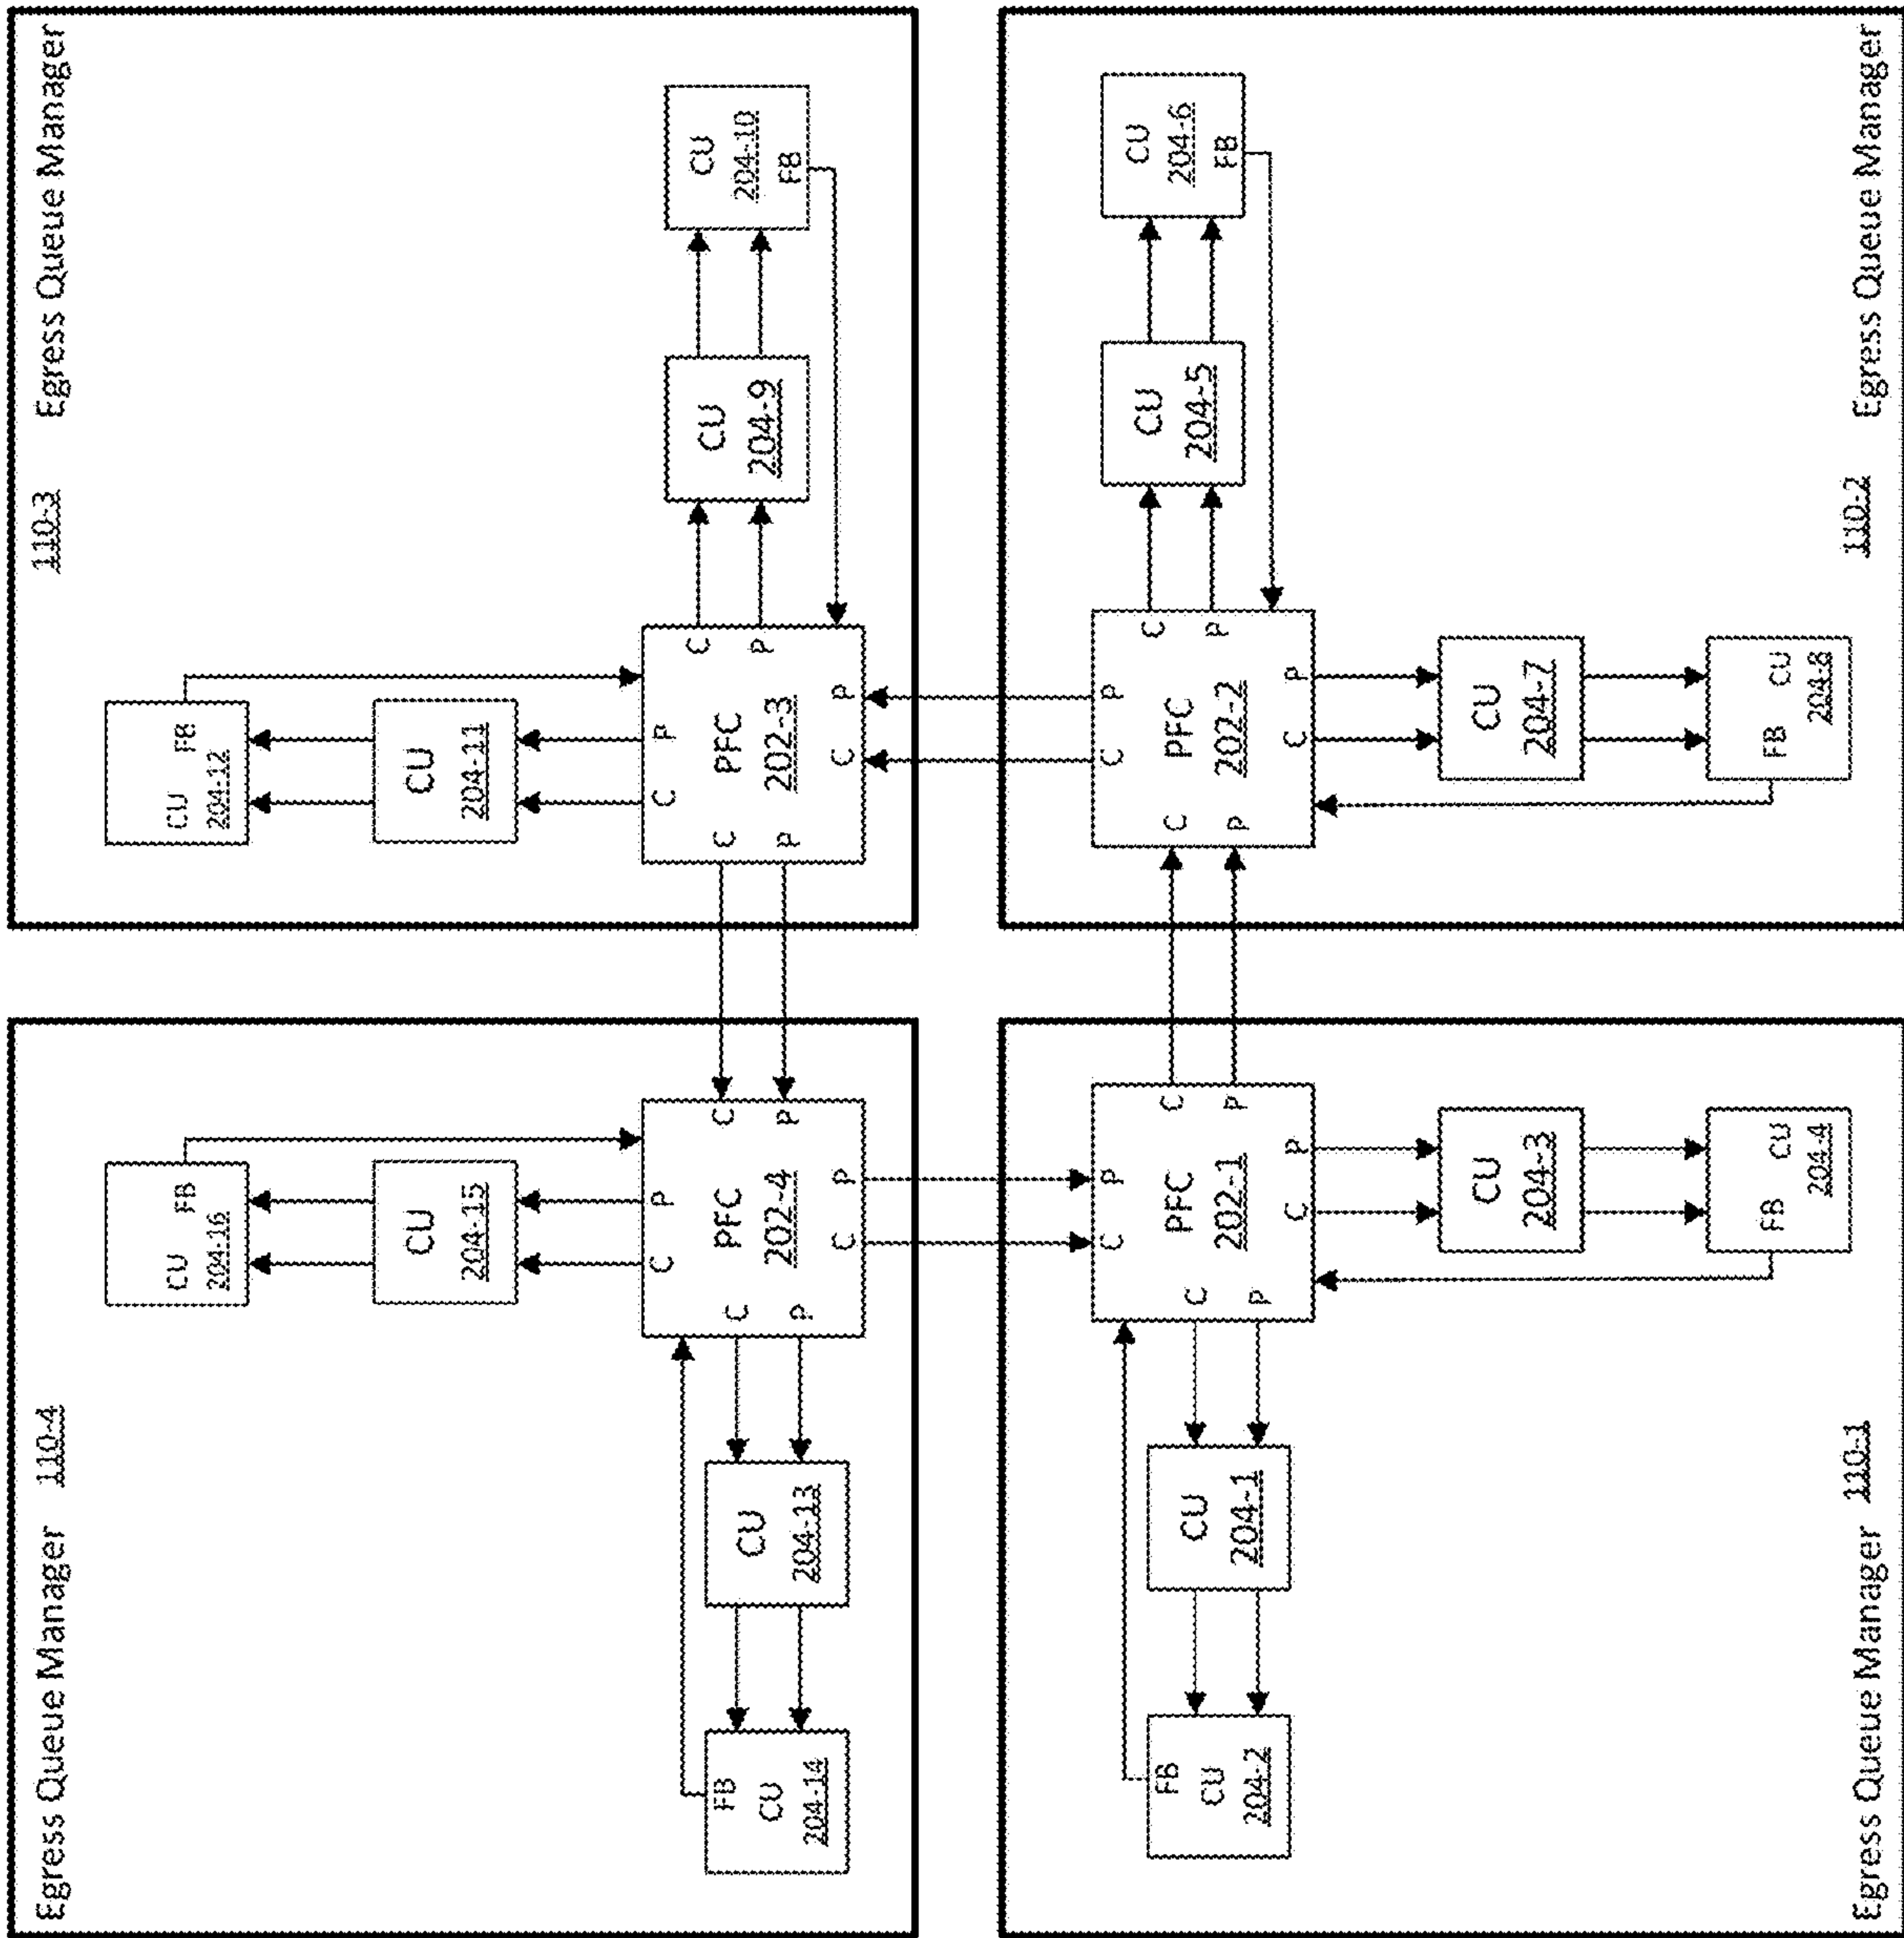 Egress Queue Manager 110-4
CU FB
204-16
CU
204-15
C P
FB
CU
204-14
CU
204-13
C
P
PFC
202-4
C
P
C P
110-3 Egress Queue Manager
CU FB
204-12
CU
204-11
C P
C
P
PFC
202-3
C
P
CU
204-9
CU
204-10
FB
C P
C P
FB
CU
204-2
CU
204-1
C
P
PFC
202-1
C
P
C P
CU
204-3
FB CU
204-4
Egress Queue Manager 110-1
C P
C
P
PFC
202-2
C
P
CU
204-5
CU
204-6
FB
C P
CU
204-7
FB CU
204-8
110-2 Egress Queue Manager